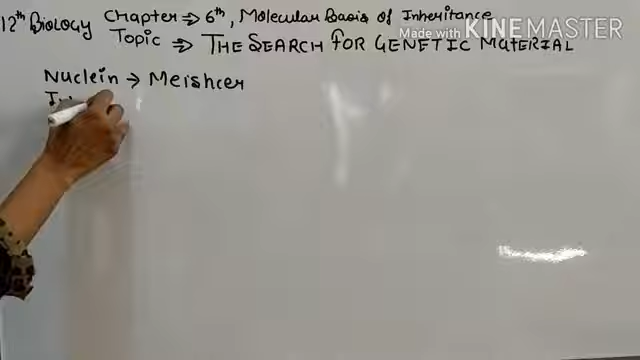 12th Biology Chapter ⇒ 6th, Molecular Basis of Inheritance
Topic ⇒ THE SEARCH FOR GENETIC MATERIAL
Made with KINEMASTER
Nuclein → Meishcer